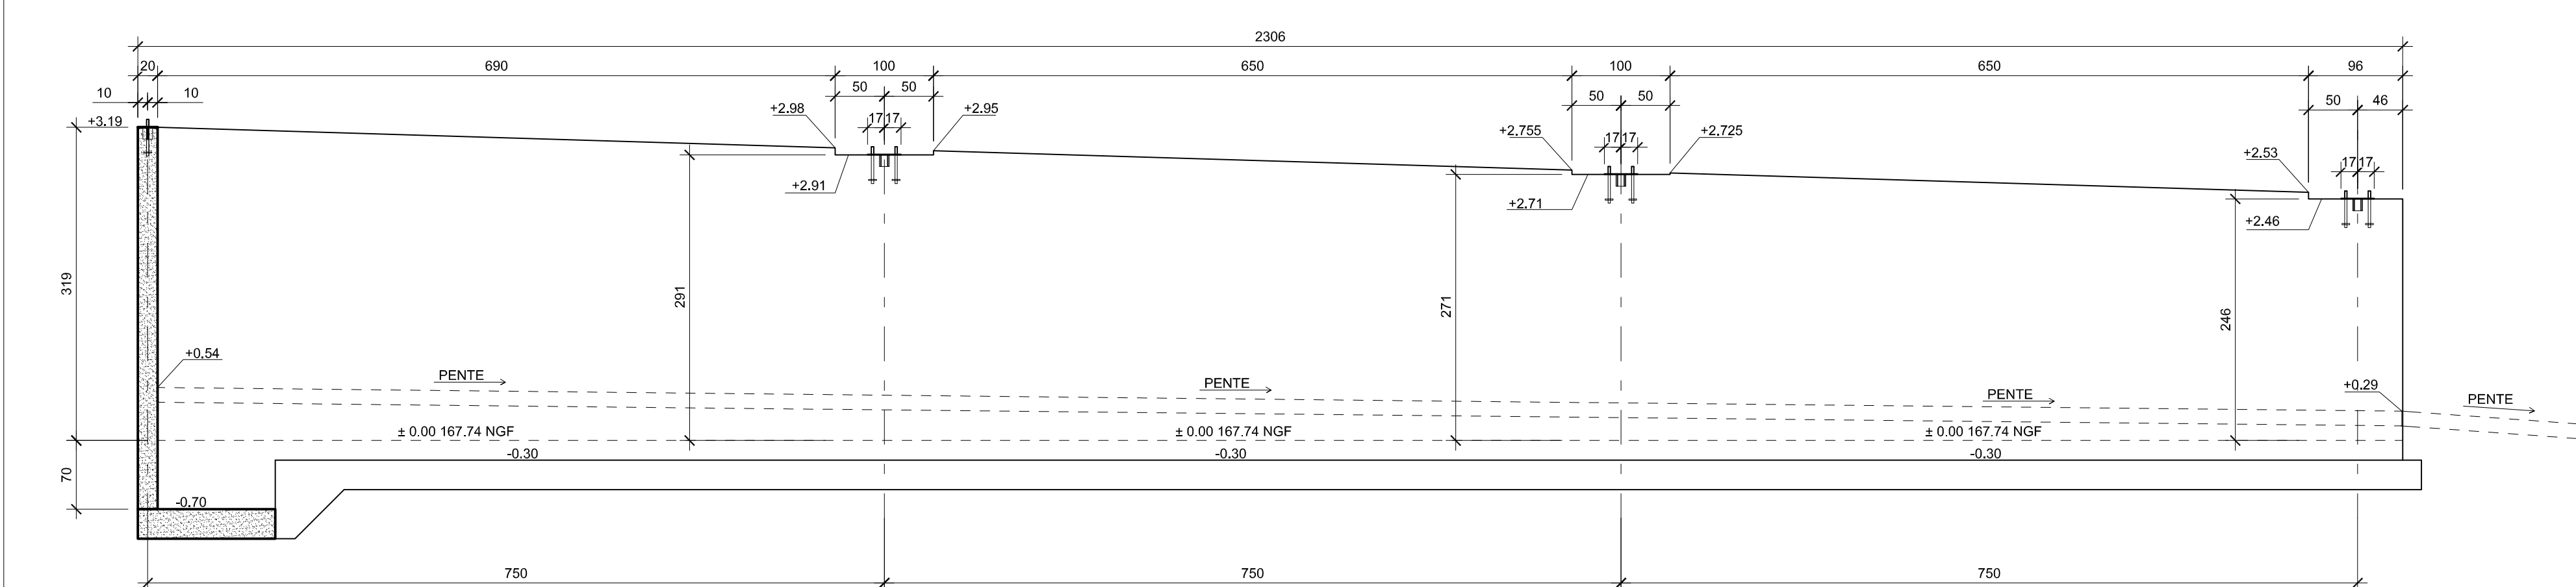 2306
20 690 100 650 100 650 96
10 10 50 50 50 50 50 46
+3.19 +2.98 17 17 +2.95 +2.755 17 17 +2.725 +2.53 17 17
+2.91 +2.71 +2.46
319 291 271 246
+0.54 +0.29
PENTE PENTE PENTE PENTE
± 0.00 167.74 NGF ± 0.00 167.74 NGF ± 0.00 167.74 NGF
-0.30 -0.30 -0.30
70
-0.70
750 750 750